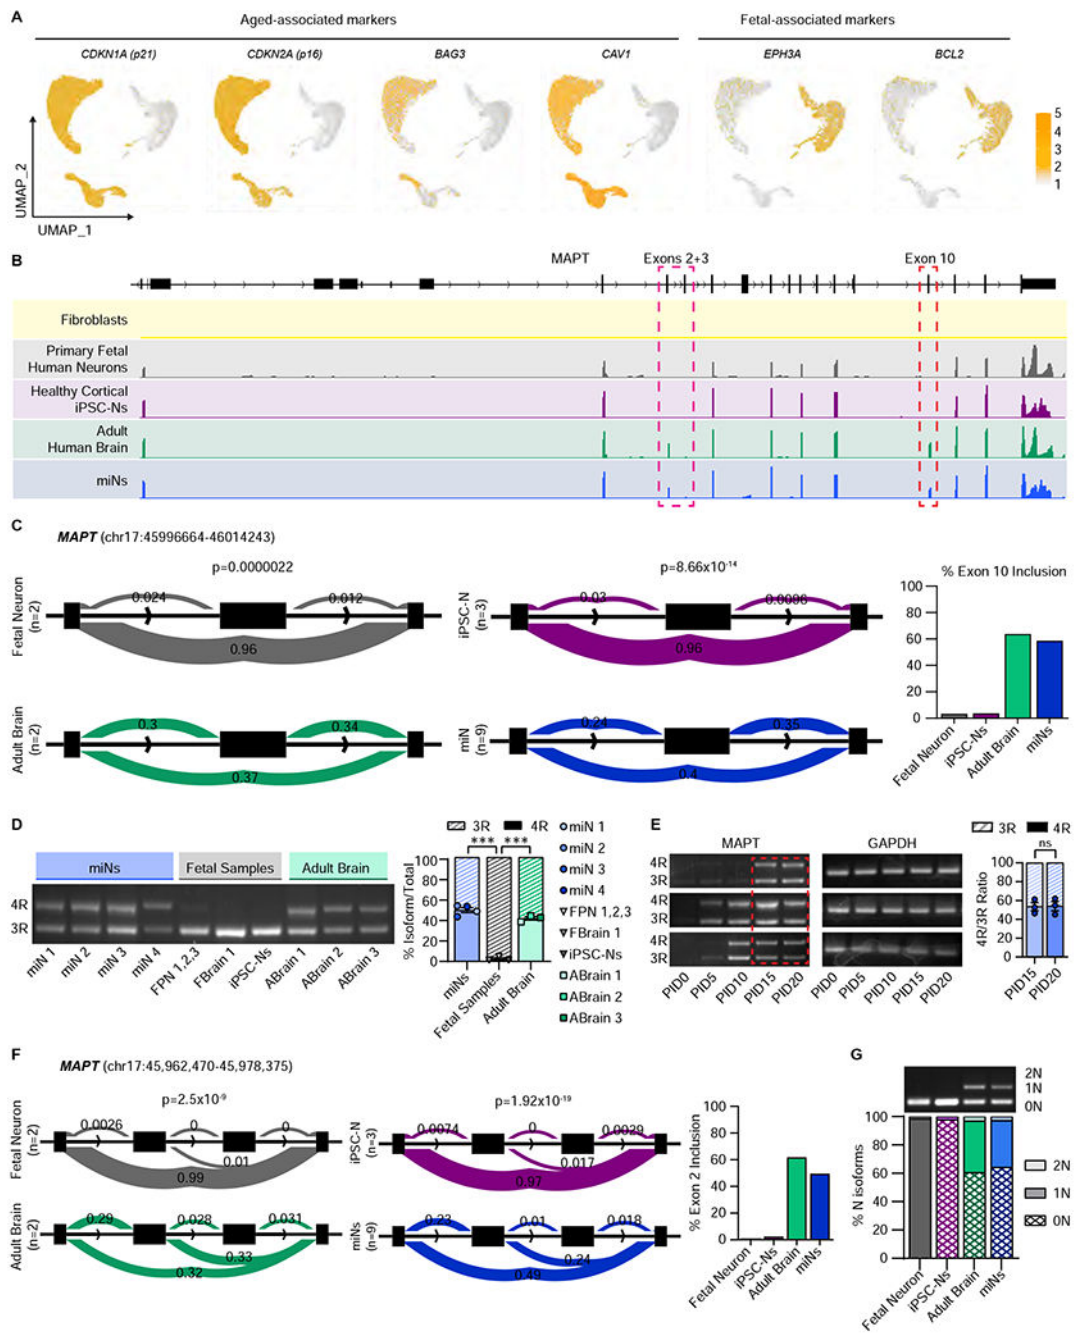 A
Aged-associated markers
Fetal-associated markers
CDKN1A (p21)
CDKN2A (p16)
BAG3
CAV1
EPH3A
BCL2
5
4
3
2
1
UMAP_2
UMAP_1
B
MAPT
Exons 2+3
Exon 10
Fibroblasts
Primary Fetal
Human Neurons
Healthy Cortical
iPSC-Ns
Adult
Human Brain
miNs
C
MAPT (chr17:45996664-46014243)
p=0.0000022
p=8.66x10-14
Fetal Neuron
(n=2)
0.024
0.012
0.96
iPSC-N
(n=3)
0.03
0.0006
0.96
Adult Brain
(n=2)
0.3
0.34
0.37
miN
(n=9)
0.24
0.35
0.4
% Exon 10 Inclusion
100
80
60
40
20
0
Fetal Neuron
iPSC-Ns
Adult Brain
miNs
D
miNs
Fetal Samples
Adult Brain
4R
3R
miN 1
miN 2
miN 3
miN 4
FPN 1,2,3
FBrain 1
iPSC-Ns
ABrain 1
ABrain 2
ABrain 3
3R
4R
***
***
% Isoform/Total
100
80
60
40
20
0
miNs
Fetal Samples
Adult Brain
miN 1
miN 2
miN 3
miN 4
FPN 1,2,3
FBrain 1
iPSC-Ns
ABrain 1
ABrain 2
ABrain 3
E
MAPT
GAPDH
4R
3R
4R
3R
4R
3R
PID0
PID5
PID10
PID15
PID20
PID0
PID5
PID10
PID15
PID20
3R
4R
ns
4R/3R Ratio
100
80
60
40
20
0
PID15
PID20
F
MAPT (chr17:45,962,470-45,978,375)
p=2.5x10-9
p=1.92x10-19
Fetal Neuron
(n=2)
0.0026
0
0
0.01
0.99
iPSC-N
(n=3)
0.0074
0
0.0029
0.017
0.97
Adult Brain
(n=2)
0.29
0.028
0.031
0.33
0.32
miNs
(n=9)
0.23
0.01
0.018
0.24
0.49
% Exon 2 Inclusion
100
80
60
40
20
0
Fetal Neuron
iPSC-Ns
Adult Brain
miNs
G
2N
1N
0N
% N isoforms
100
80
60
40
20
0
2N
1N
0N
Fetal Neuron
iPSC-Ns
Adult Brain
miNs